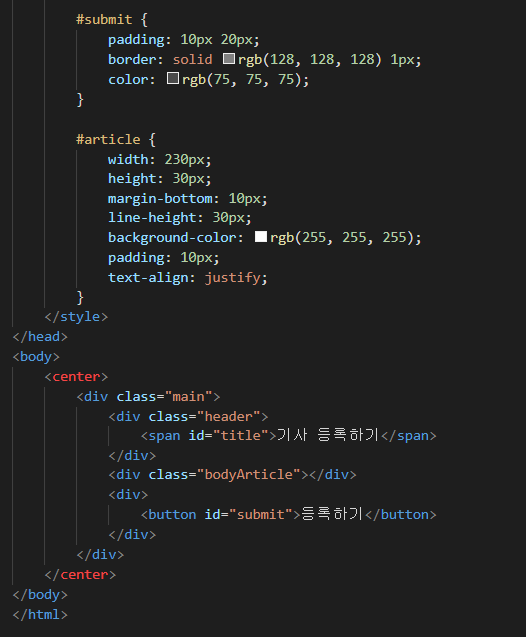 #submit {
padding: 10px 20px;
border: solid rgb(128, 128, 128) 1px;
color: rgb(75, 75, 75);
}
#article {
width: 230px;
height: 30px;
margin-bottom: 10px;
line-height: 30px;
background-color: rgb(255, 255, 255);
padding: 10px;
text-align: justify;
}
</style>
</head>
<body>
<center>
<div class="main">
<div class="header">
<span id="title">기사 등록하기</span>
</div>
<div class="bodyArticle"></div>
<div>
<button id="submit">등록하기</button>
</div>
</div>
</center>
</body>
</html>